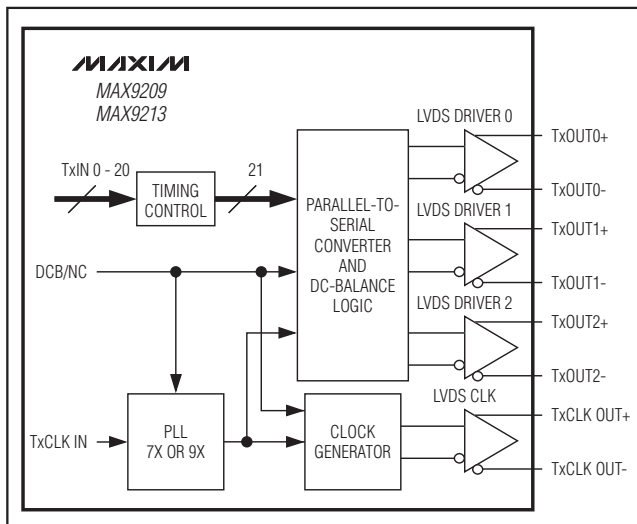 MAXIM
MAX9209
MAX9213
LVDS DRIVER 0
TxOUT0+
TxIN 0 - 20
21
TIMING
CONTROL
TxOUT0-
PARALLEL-TO-
SERIAL
CONVERTER
AND
DC-BALANCE
LOGIC
LVDS DRIVER 1
TxOUT1+
DCB/NC
TxOUT1-
LVDS DRIVER 2
TxOUT2+
TxOUT2-
LVDS CLK
TxCLK OUT+
TxCLK IN
PLL
7X OR 9X
CLOCK
GENERATOR
TxCLK OUT-